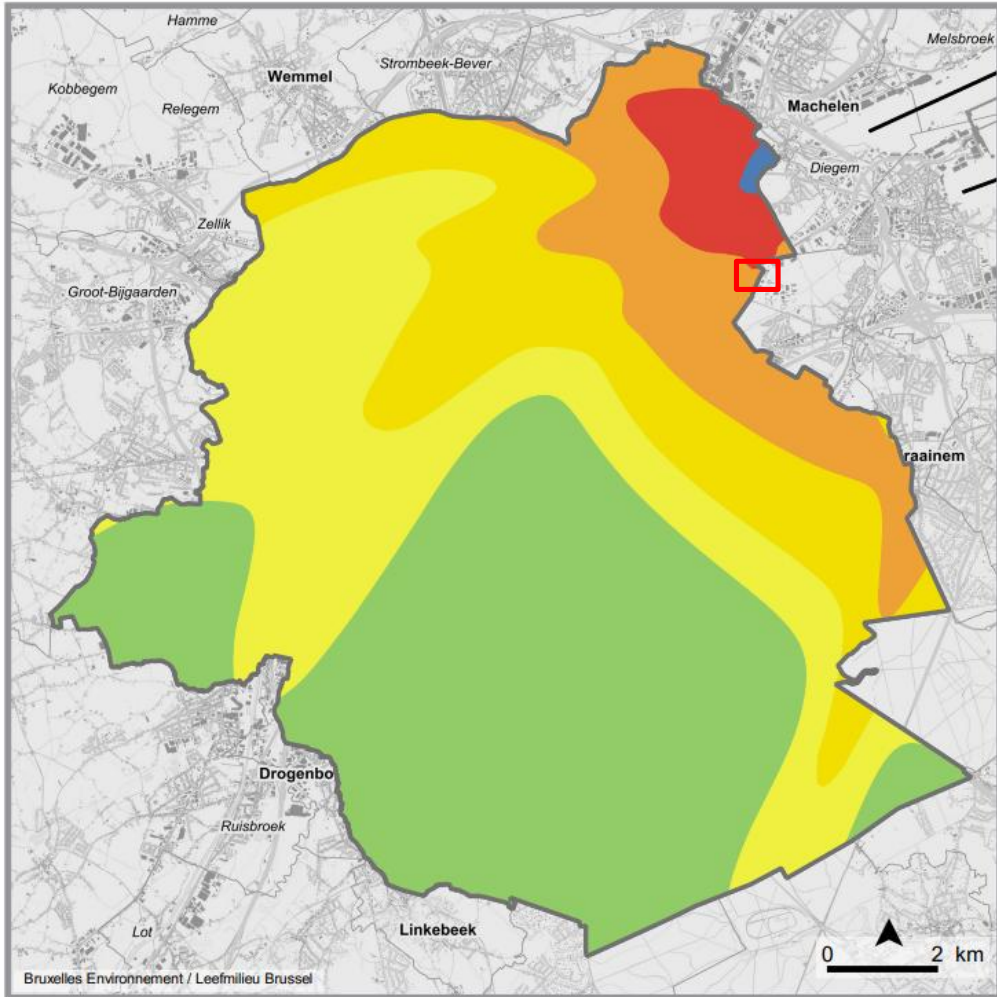 Hamme
Melsbroek
Strombeek-Bever
Wemmel
Kobbegem
Relegem
Machelen
Diegem
Zellik
Groot-Bijgaarden
raainem
Drogenbo
Ruisbroek
Linkebeek
Lot
0 2 km
Bruxelles Environnement / Leefmilieu Brussel